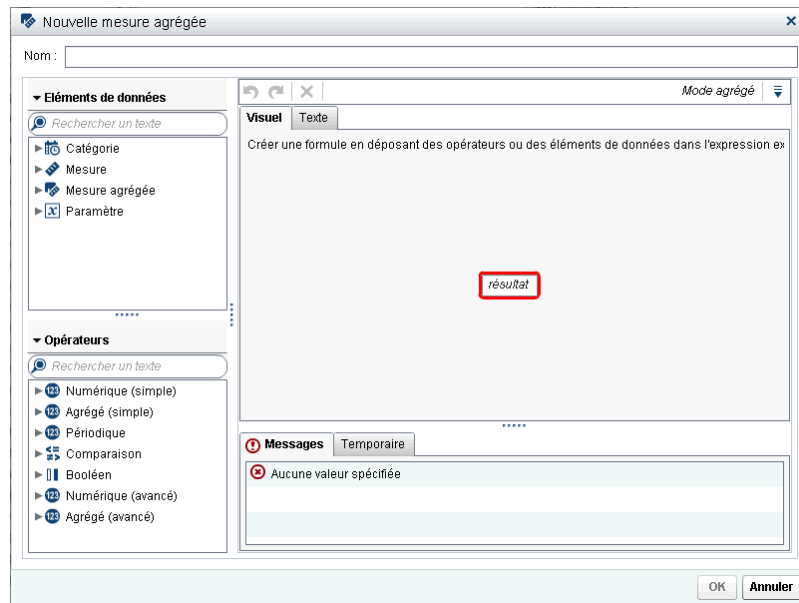 Nouvelle mesure agrégée
Nom :
Eléments de données
Rechercher un texte
Catégorie
Mesure
Mesure agrégée
Paramètre
Opérateurs
Rechercher un texte
Numérique (simple)
Agrégé (simple)
Périodique
Comparaison
Booléen
Numérique (avancé)
Agrégé (avancé)
Mode agrégé
Visuel Texte
Créer une formule en déposant des opérateurs ou des éléments de données dans l'expression ex
résultat
Messages Temporaire
Aucune valeur spécifiée
OK Annuler